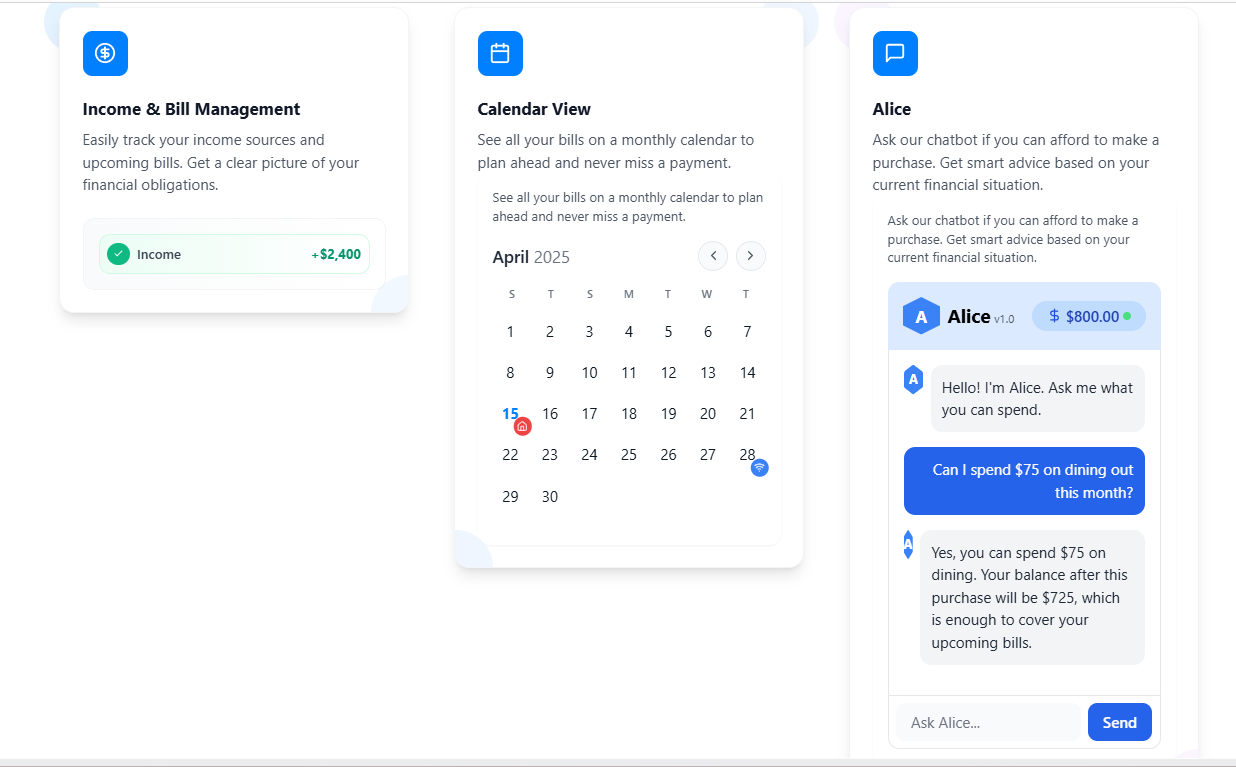 Income & Bill Management
Easily track your income sources and
upcoming bills. Get a clear picture of your
financial obligations.
Income
+$2,400
Calendar View
See all your bills on a monthly calendar to
plan ahead and never miss a payment.
See all your bills on a monthly calendar to plan
ahead and never miss a payment.
April 2025
S T S M T W T
1 2 3 4 5 6 7
8 9 10 11 12 13 14
15 16 17 18 19 20 21
22 23 24 25 26 27 28
29 30
Alice
Ask our chatbot if you can afford to make a
purchase. Get smart advice based on your
current financial situation.
Ask our chatbot if you can afford to make a
purchase. Get smart advice based on your
current financial situation.
A Alice v1.0 $ $800.00
A
Hello! I'm Alice. Ask me what
you can spend.
Can I spend $75 on dining out
this month?
A
Yes, you can spend $75 on
dining. Your balance after this
purchase will be $725, which
is enough to cover your
upcoming bills.
Ask Alice...
Send